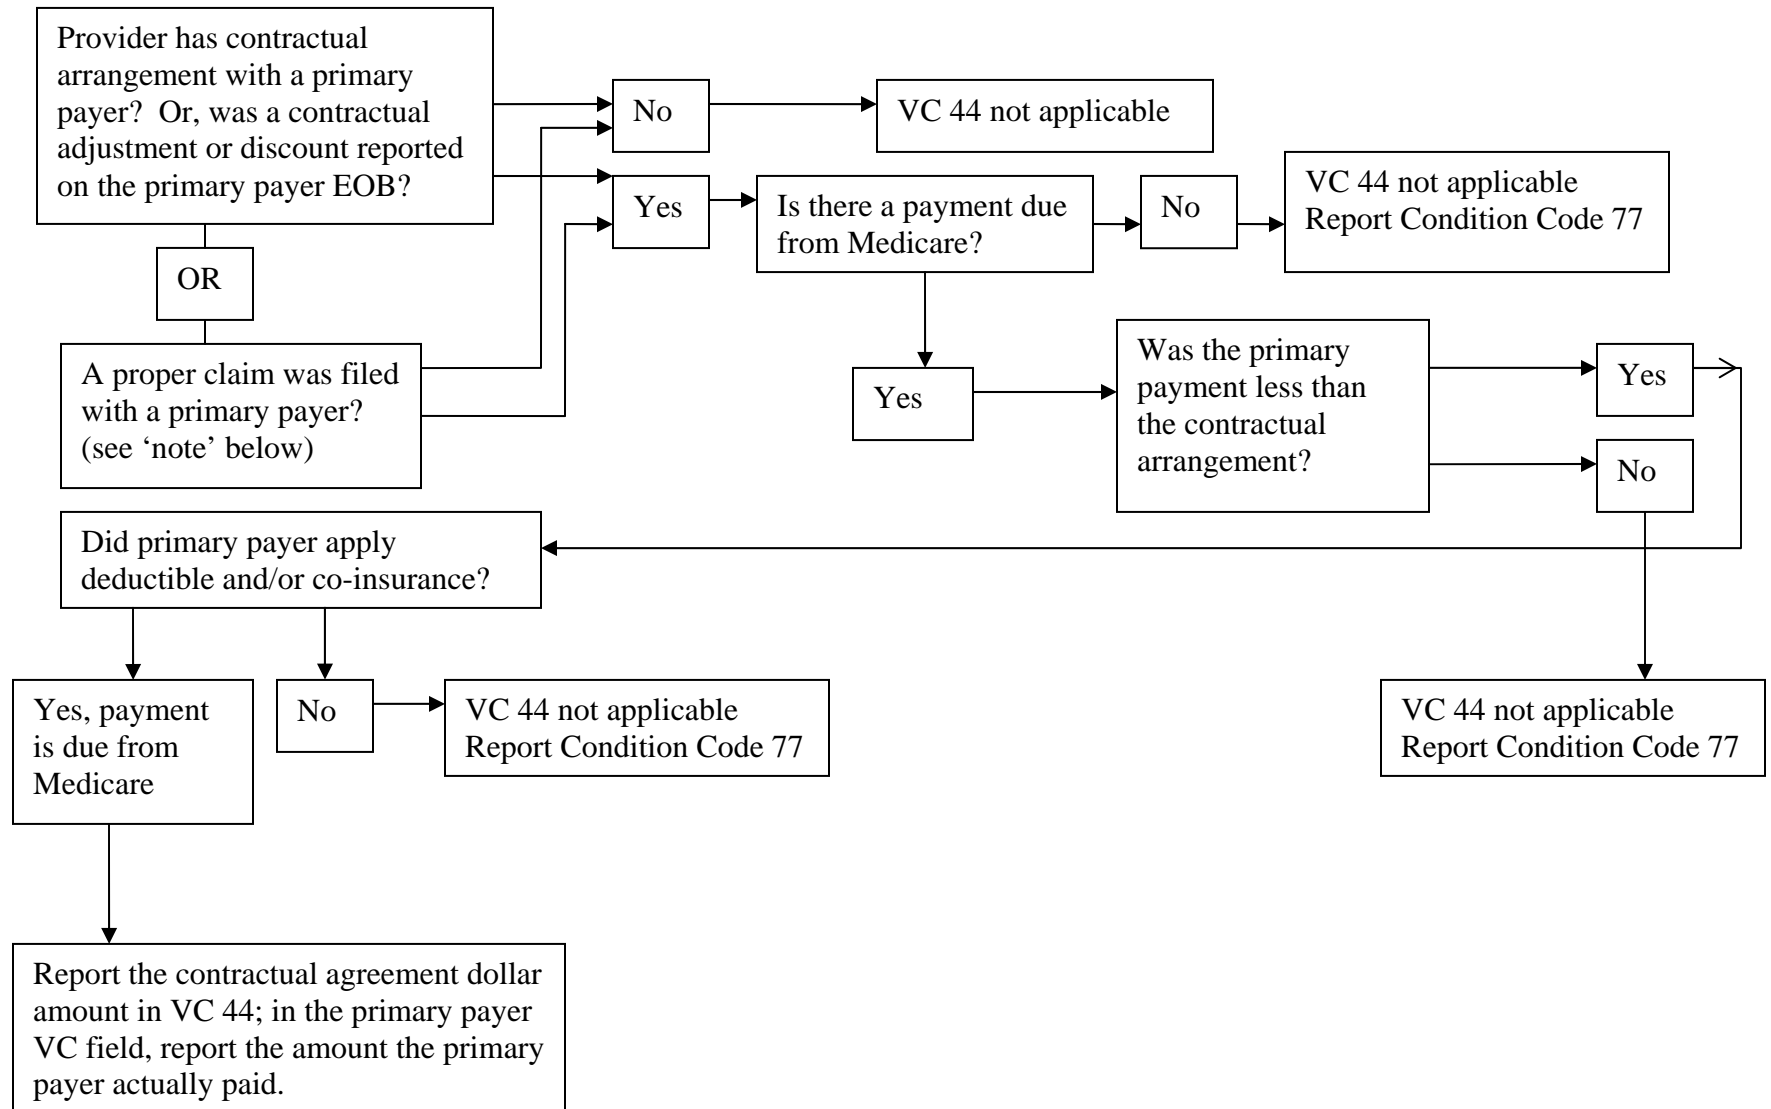 Provider has contractual
arrangement with a primary
payer?  Or, was a contractual
adjustment or discount reported
on the primary payer EOB?
No
VC 44 not applicable
Yes
Is there a payment due
from Medicare?
No
VC 44 not applicable
Report Condition Code 77
OR
A proper claim was filed
with a primary payer?
(see ‘note’ below)
Yes
Was the primary
payment less than
the contractual
arrangement?
Yes
No
Did primary payer apply
deductible and/or co-insurance?
Yes, payment
is due from
Medicare
No
VC 44 not applicable
Report Condition Code 77
VC 44 not applicable
Report Condition Code 77
Report the contractual agreement dollar
amount in VC 44; in the primary payer
VC field, report the amount the primary
payer actually paid.